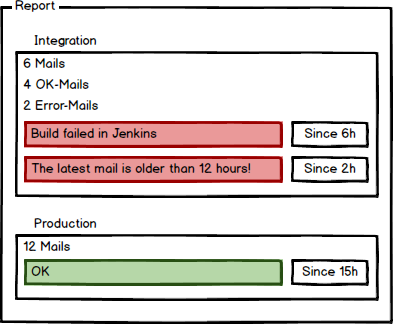 Report
Integration
6 Mails
4 OK-Mails
2 Error-Mails
Build failed in Jenkins
Since 6h
The latest mail is older than 12 hours!
Since 2h
Production
12 Mails
OK
Since 15h